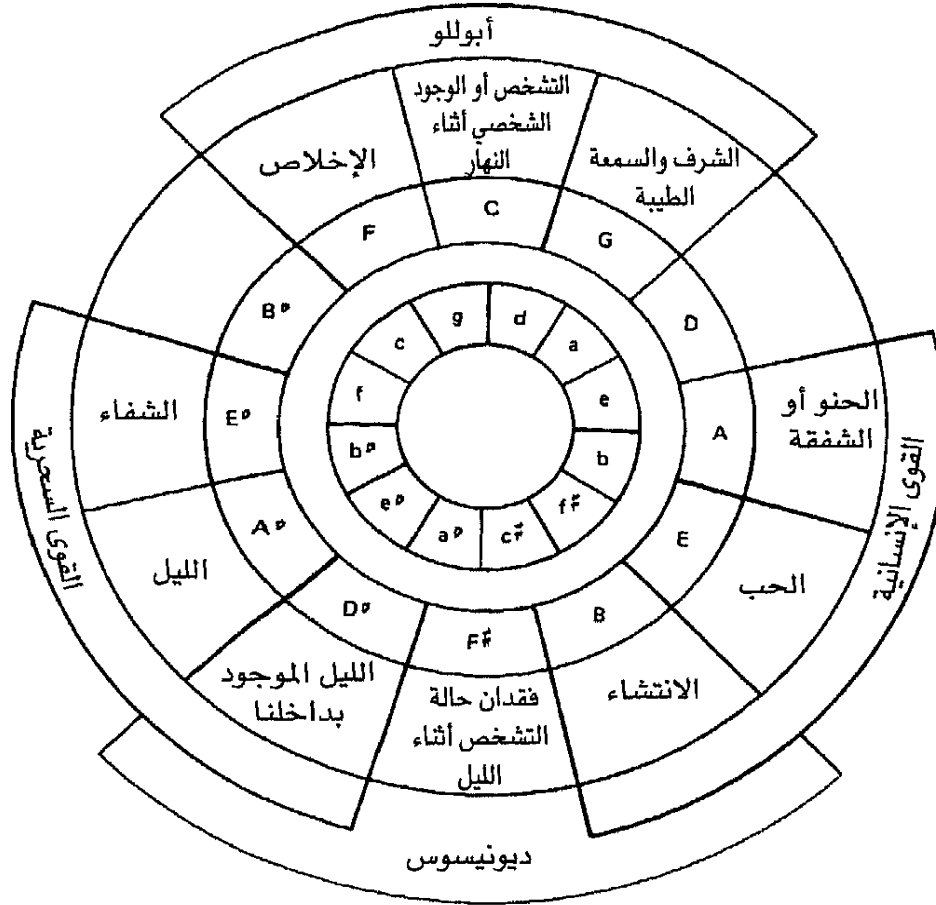 أبوللو
التشخص أو الوجود
الشخصي أثناء
النهار
الإخلاص
الشرف والسمعة
الطيبة
C
F
G
B♭
D
g
d
c
a
الشفاء
E♭
f
e
A
الحنو أو
الشفقة
القوى السحرية
القوى الإنسانية
b♭
b
e♭
f#
a♭
c#
الليل
A♭
E
الحب
D♭
B
F#
الليل الموجود
بداخلنا
فقدان حالة
التشخص أثناء
الليل
الانتشاء
ديونيسوس